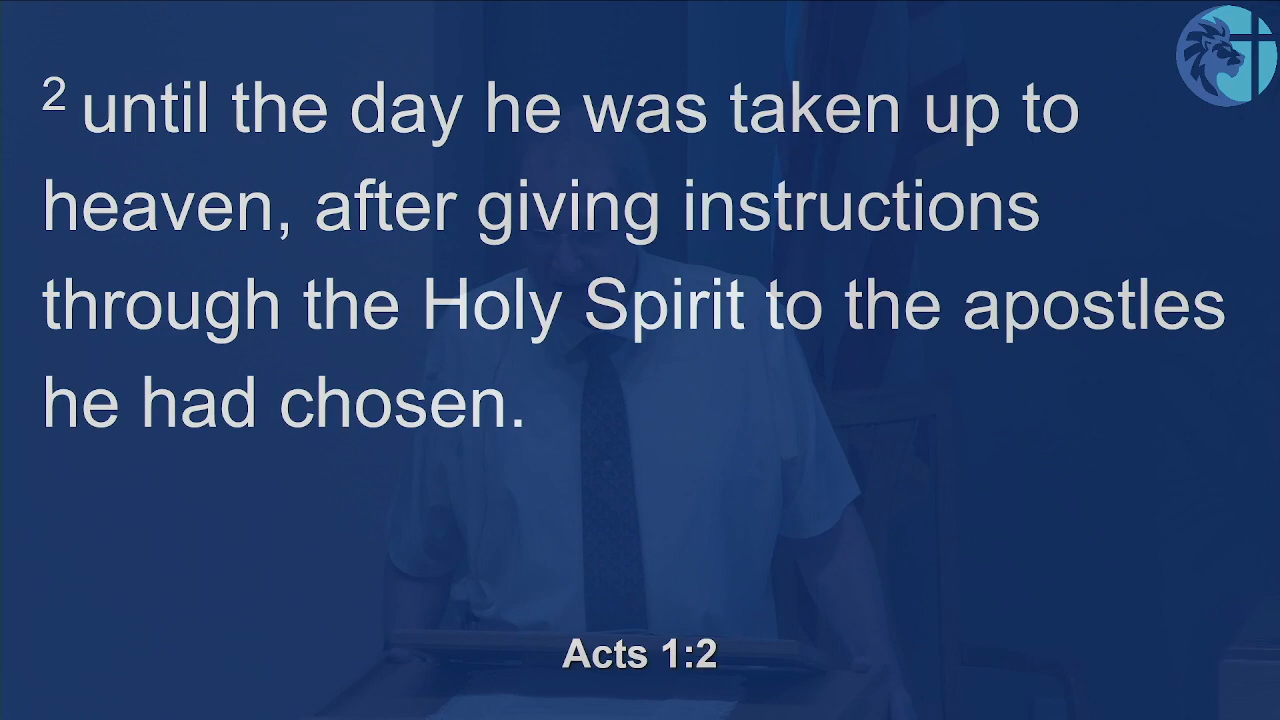 2 until the day he was taken up to
heaven, after giving instructions
through the Holy Spirit to the apostles
he had chosen.
Acts 1:2